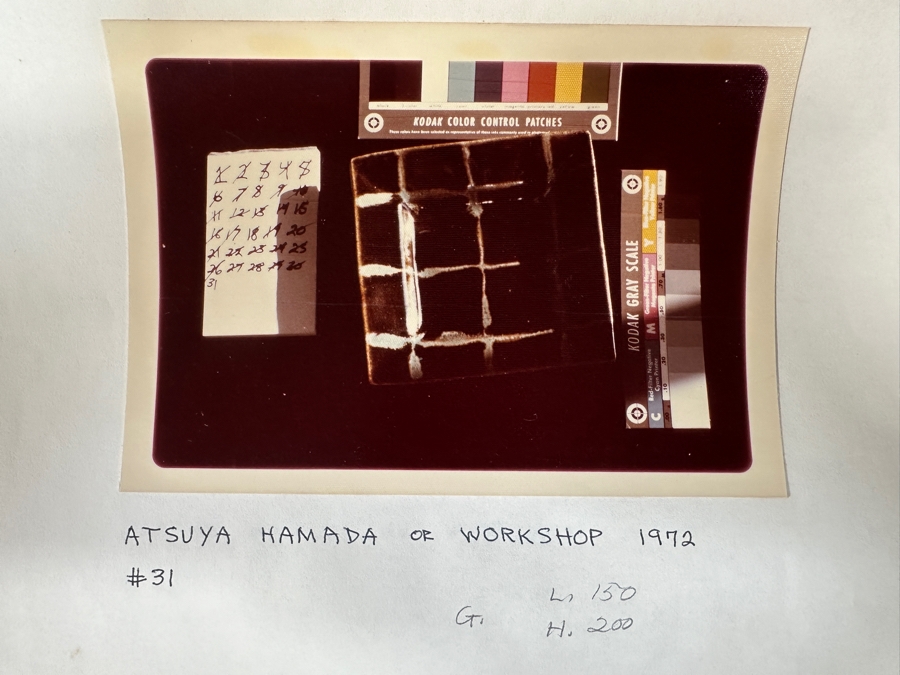 KODAK COLOR CONTROL PATCHES
1 2 3 4 5
6 7 8 9 10
11 12 13 14 15
16 17 18 19 20
21 22 23 24 25
26 27 28 29 30
31
KODAK GRAY SCALE
C M Y
ATSUYA HAMADA OR WORKSHOP 1972
#31
G. L. 150
H. 200